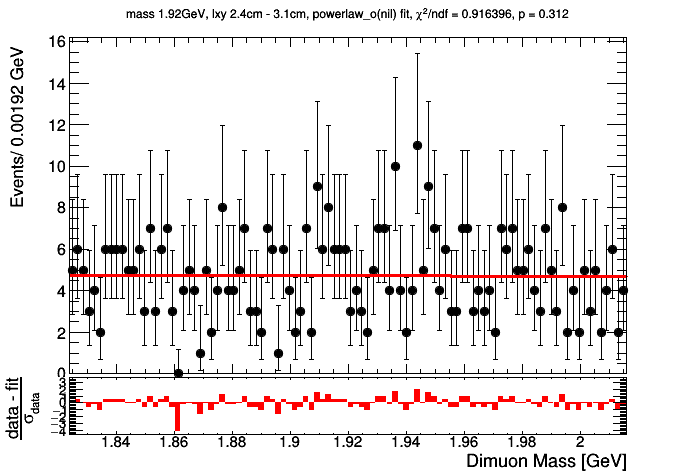 mass 1.92GeV, lxy 2.4cm - 3.1cm, powerlaw_o(nil) fit, χ²/ndf = 0.916396, p = 0.312
Events/ 0.00192 GeV
16
14
12
10
8
6
4
2
0
data - fit
σdata
3
2
1
0
−1
−2
−3
−4
1.84 1.86 1.88 1.9 1.92 1.94 1.96 1.98 2
Dimuon Mass [GeV]